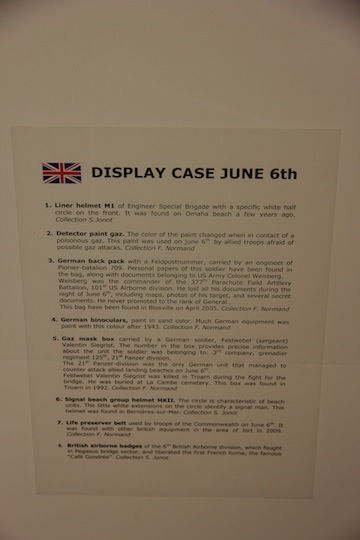 DISPLAY CASE JUNE 6th
1. Liner helmet M1 of Engineer Special Brigade with a specific white half
circle on the front. It was found on Omaha beach a few years ago.
Collection S.Jonot
2. Detector paint gaz. The color of the paint changed when in contact of a
poisonous gaz. This paint was used on june 6th by allied troups afraid of
possible gaz attacks. Collection F. Normand
3. German back pack with a Feldpostnummer, carried by an engineer of
Pionier-batalion 709. Personal papers of this soldier have been found in
the bag, along with documents belonging to US Army Colonel Weisberg.
Weisberg was the commander of the 377th Parachute Field Artillery
Battalion, 101st US Airborne division. He lost all his documents during the
night of June 6th, including maps, photos of his target, and several secret
documents. He never promoted to the rank of General.
This bag have been found in Blosville on April 2005. Collection F. Normand
4. German binoculars, paint in sand color. Much German equipment was
paint with this colour after 1943. Collection F. Normand
5. Gaz mask box carried by a German soldier, Feldwebel (sergeant)
Valentin Siegrist. The number in the box provides precise information
about the unit the soldier was belonging to: 3rd company, grenadier
regiment 125th, 21st Panzer division.
The 21st Panzer division was the only German unit that managed to
counter attack allied landing beaches on June 6th.
Feldwebel Valentin Siegrist was killed in Troarn during the fight for the
bridge. He was buried at La Cambe cemetery. This box was found in
Troarn in 1992. Collection F. Normand
6. Signal beach group helmet MKII. The circle is characteristic of beach
units. The little white extensions on the circle identify a signal man. This
helmet was found in Bernières-sur-Mar. Collection S. Jonot
7. Life preserver belt used by troops of the Commonwealth on June 6th. It
was found with other british equipment in the area of Jort in 2009.
Collection F. Normand
8. British airborne badges of the 6th British Airborne division, which fought
in Pegasus bridge sector, and liberated the first French home, the famous
"Café Gondrée". Collection S. Jonot